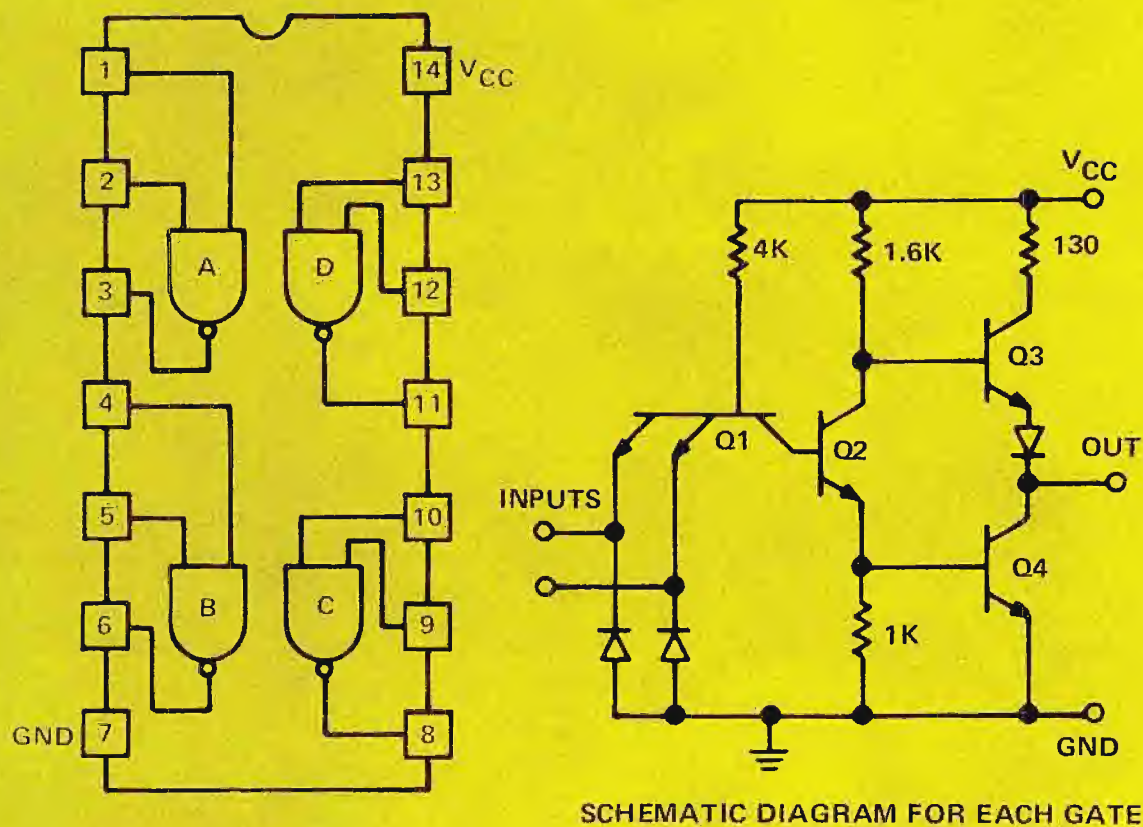 1
14 VCC
2
13
A
D
3
12
4
11
5
10
B
C
6
9
GND 7
8
VCC
4K
1.6K
130
Q3
Q1
Q2
OUT
INPUTS
Q4
1K
GND
SCHEMATIC DIAGRAM FOR EACH GATE